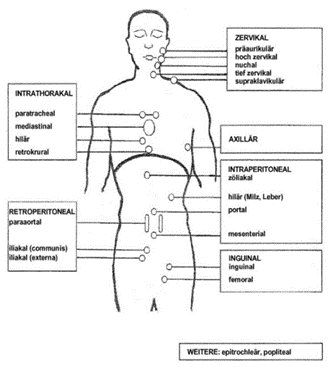 ZERVIKAL
präaurikulär
hoch zervikal
nuchal
tief zervikal
supraklavikulär
INTRATHORAKAL
paratracheal
mediastinal
hilär
retrokrural
AXILLÄR
INTRAPERITONEAL
zöliakal
hilär (Milz, Leber)
portal
mesenterial
RETROPERITONEAL
paraaortal
iliakal (communis)
iliakal (externa)
INGUINAL
inguinal
femoral
WEITERE: epitrochleär, popliteal